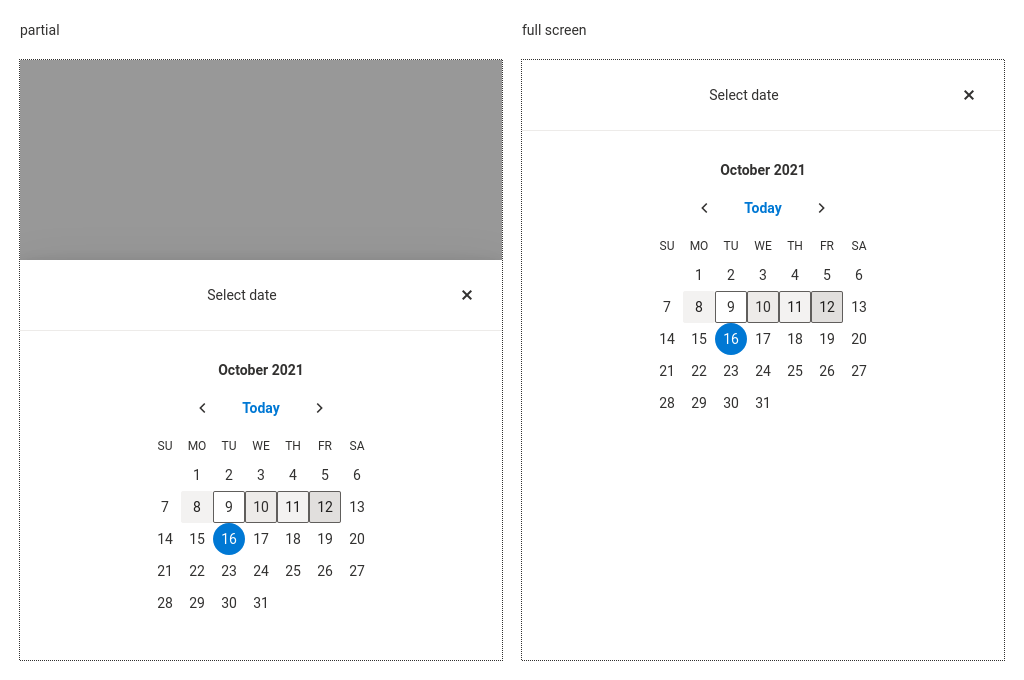 partial
Select date
October 2021
Today
SU MO TU WE TH FR SA
1 2 3 4 5 6
7 8 9 10 11 12 13
14 15 16 17 18 19 20
21 22 23 24 25 26 27
28 29 30 31
full screen
Select date
October 2021
Today
SU MO TU WE TH FR SA
1 2 3 4 5 6
7 8 9 10 11 12 13
14 15 16 17 18 19 20
21 22 23 24 25 26 27
28 29 30 31